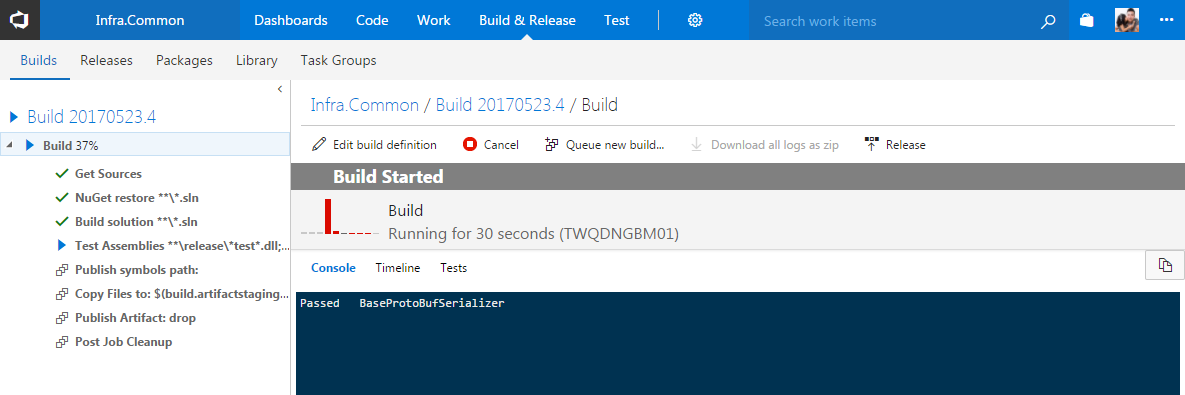 Infra.Common Dashboards Code Work Build & Release Test Search work items
Builds Releases Packages Library Task Groups
Build 20170523.4
Build 37%
Get Sources
NuGet restore **\*.sln
Build solution **\*.sln
Test Assemblies **\release\*test*.dll;...
Publish symbols path:
Copy Files to: $(build.artifactstaging...
Publish Artifact: drop
Post Job Cleanup
Infra.Common / Build 20170523.4 / Build
Edit build definition Cancel Queue new build... Download all logs as zip Release
Build Started
Build
Running for 30 seconds (TWQDNGBM01)
Console Timeline Tests
Passed BaseProtoBufSerializer